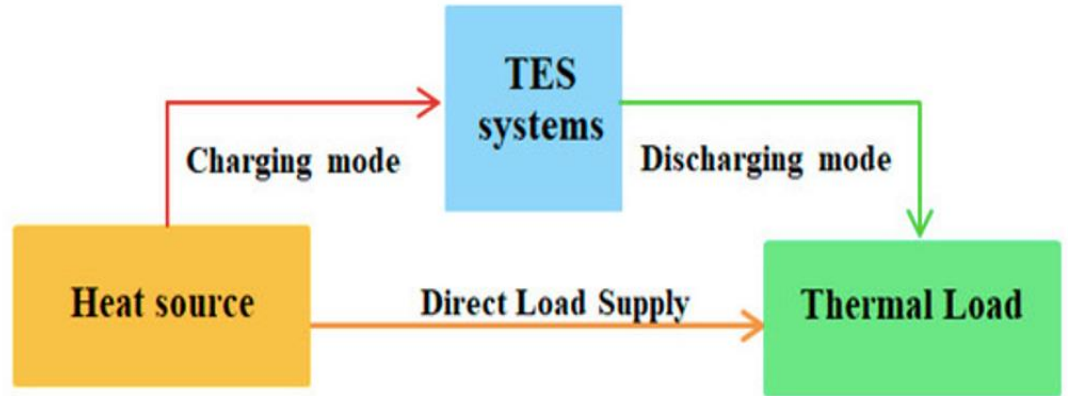 TES
systems
Charging mode
Discharging mode
Heat source
Direct Load Supply
Thermal Load